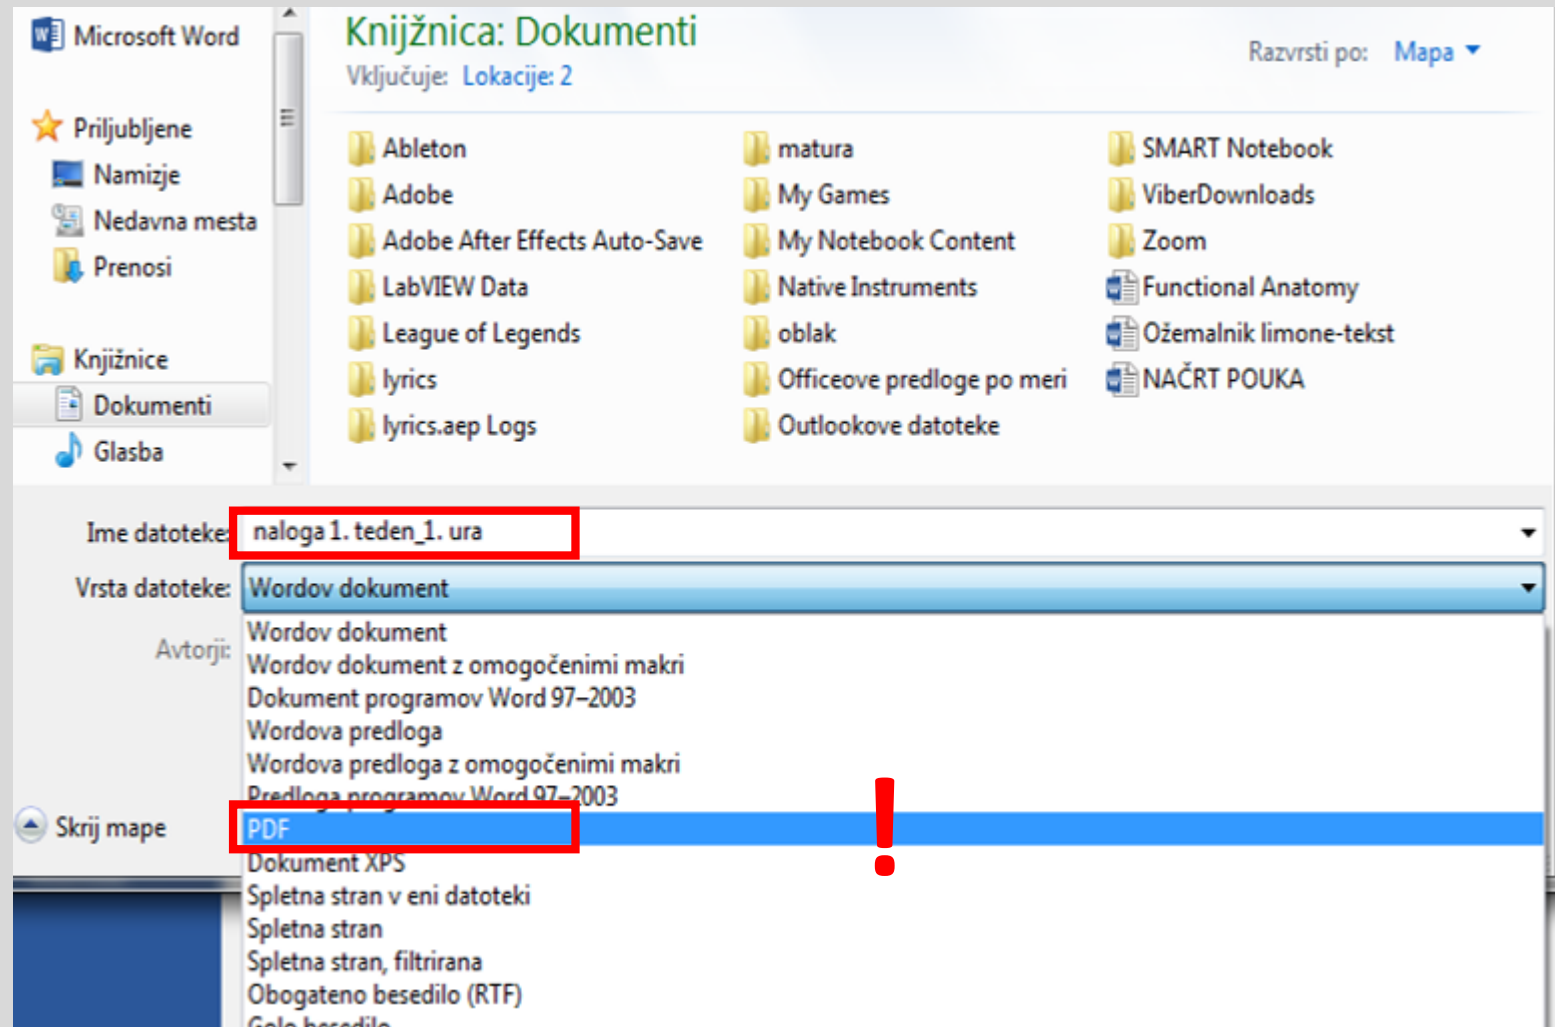 Microsoft Word
Priljubljene
Namizje
Nedavna mesta
Prenosi
Knjižnice
Dokumenti
Glasba
Knijžnica: Dokumenti
Vključuje: Lokacije: 2
Razvrsti po: Mapa
Ableton
Adobe
Adobe After Effects Auto-Save
LabVIEW Data
League of Legends
lyrics
lyrics.aep Logs
matura
My Games
My Notebook Content
Native Instruments
oblak
Officeove predloge po meri
Outlookove datoteke
SMART Notebook
ViberDownloads
Zoom
Functional Anatomy
Ožemalnik limone-tekst
NAČRT POUKA
Ime datoteke: naloga 1. teden_1. ura
Vrsta datoteke: Wordov dokument
Avtorji:
Wordov dokument
Wordov dokument z omogočenimi makri
Dokument programov Word 97–2003
Wordova predloga
Wordova predloga z omogočenimi makri
Predloga programov Word 97–2003
PDF
!
Dokument XPS
Spletna stran v eni datoteki
Spletna stran
Spletna stran, filtrirana
Obogateno besedilo (RTF)
Golo besedilo
Skrij mape